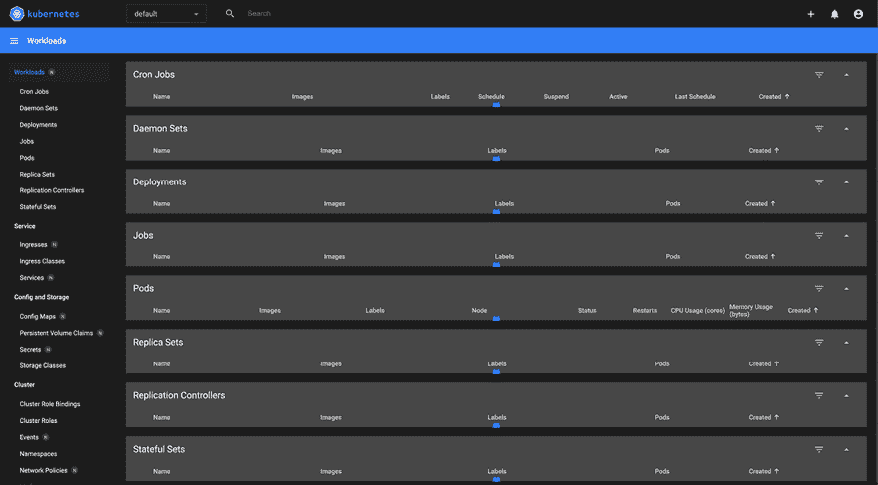 kubernetes
default
Search
Workloads
Workloads N
Cron Jobs
Daemon Sets
Deployments
Jobs
Pods
Replica Sets
Replication Controllers
Stateful Sets
Service
Ingresses N
Ingress Classes
Services N
Config and Storage
Config Maps N
Persistent Volume Claims N
Secrets N
Storage Classes
Cluster
Cluster Role Bindings
Cluster Roles
Events N
Namespaces
Network Policies N
Cron Jobs
Name Images Labels Schedule Suspend Active Last Schedule Created
Daemon Sets
Name Images Labels Pods Created
Deployments
Name Images Labels Pods Created
Jobs
Name Images Labels Pods Created
Pods
Name Images Labels Node Status Restarts CPU Usage (cores) Memory Usage (bytes) Created
Replica Sets
Name Images Labels Pods Created
Replication Controllers
Name Images Labels Pods Created
Stateful Sets
Name Images Labels Pods Created